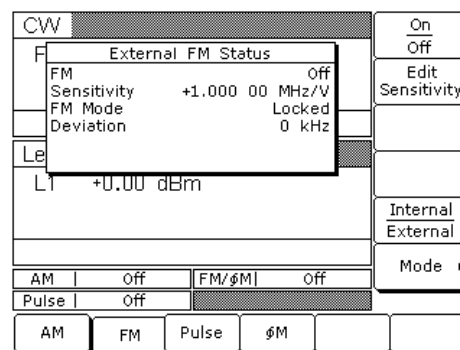 CW
On
Off
F
External FM Status
FM Off
Sensitivity +1.000 00 MHz/V
FM Mode Locked
Deviation 0 kHz
Edit
Sensitivity
Le
L1 +0.00 dBm
Internal
External
Mode
AM | Off FM/ϕM| Off
Pulse | Off
AM FM Pulse ϕM